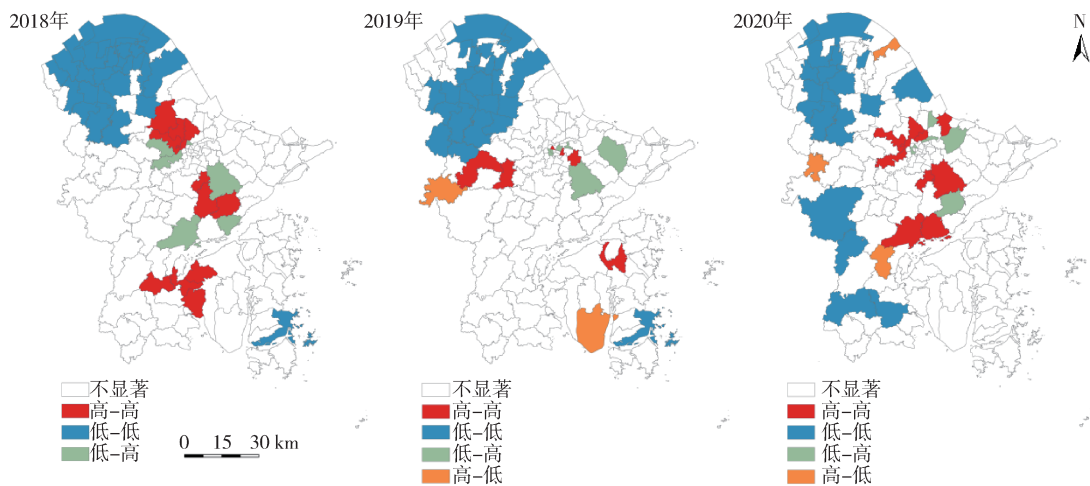 2018年
2019年
2020年
N
不显著
高-高
低-低
低-高
0 15 30 km
不显著
高-高
低-低
低-高
高-低
不显著
高-高
低-低
低-高
高-低